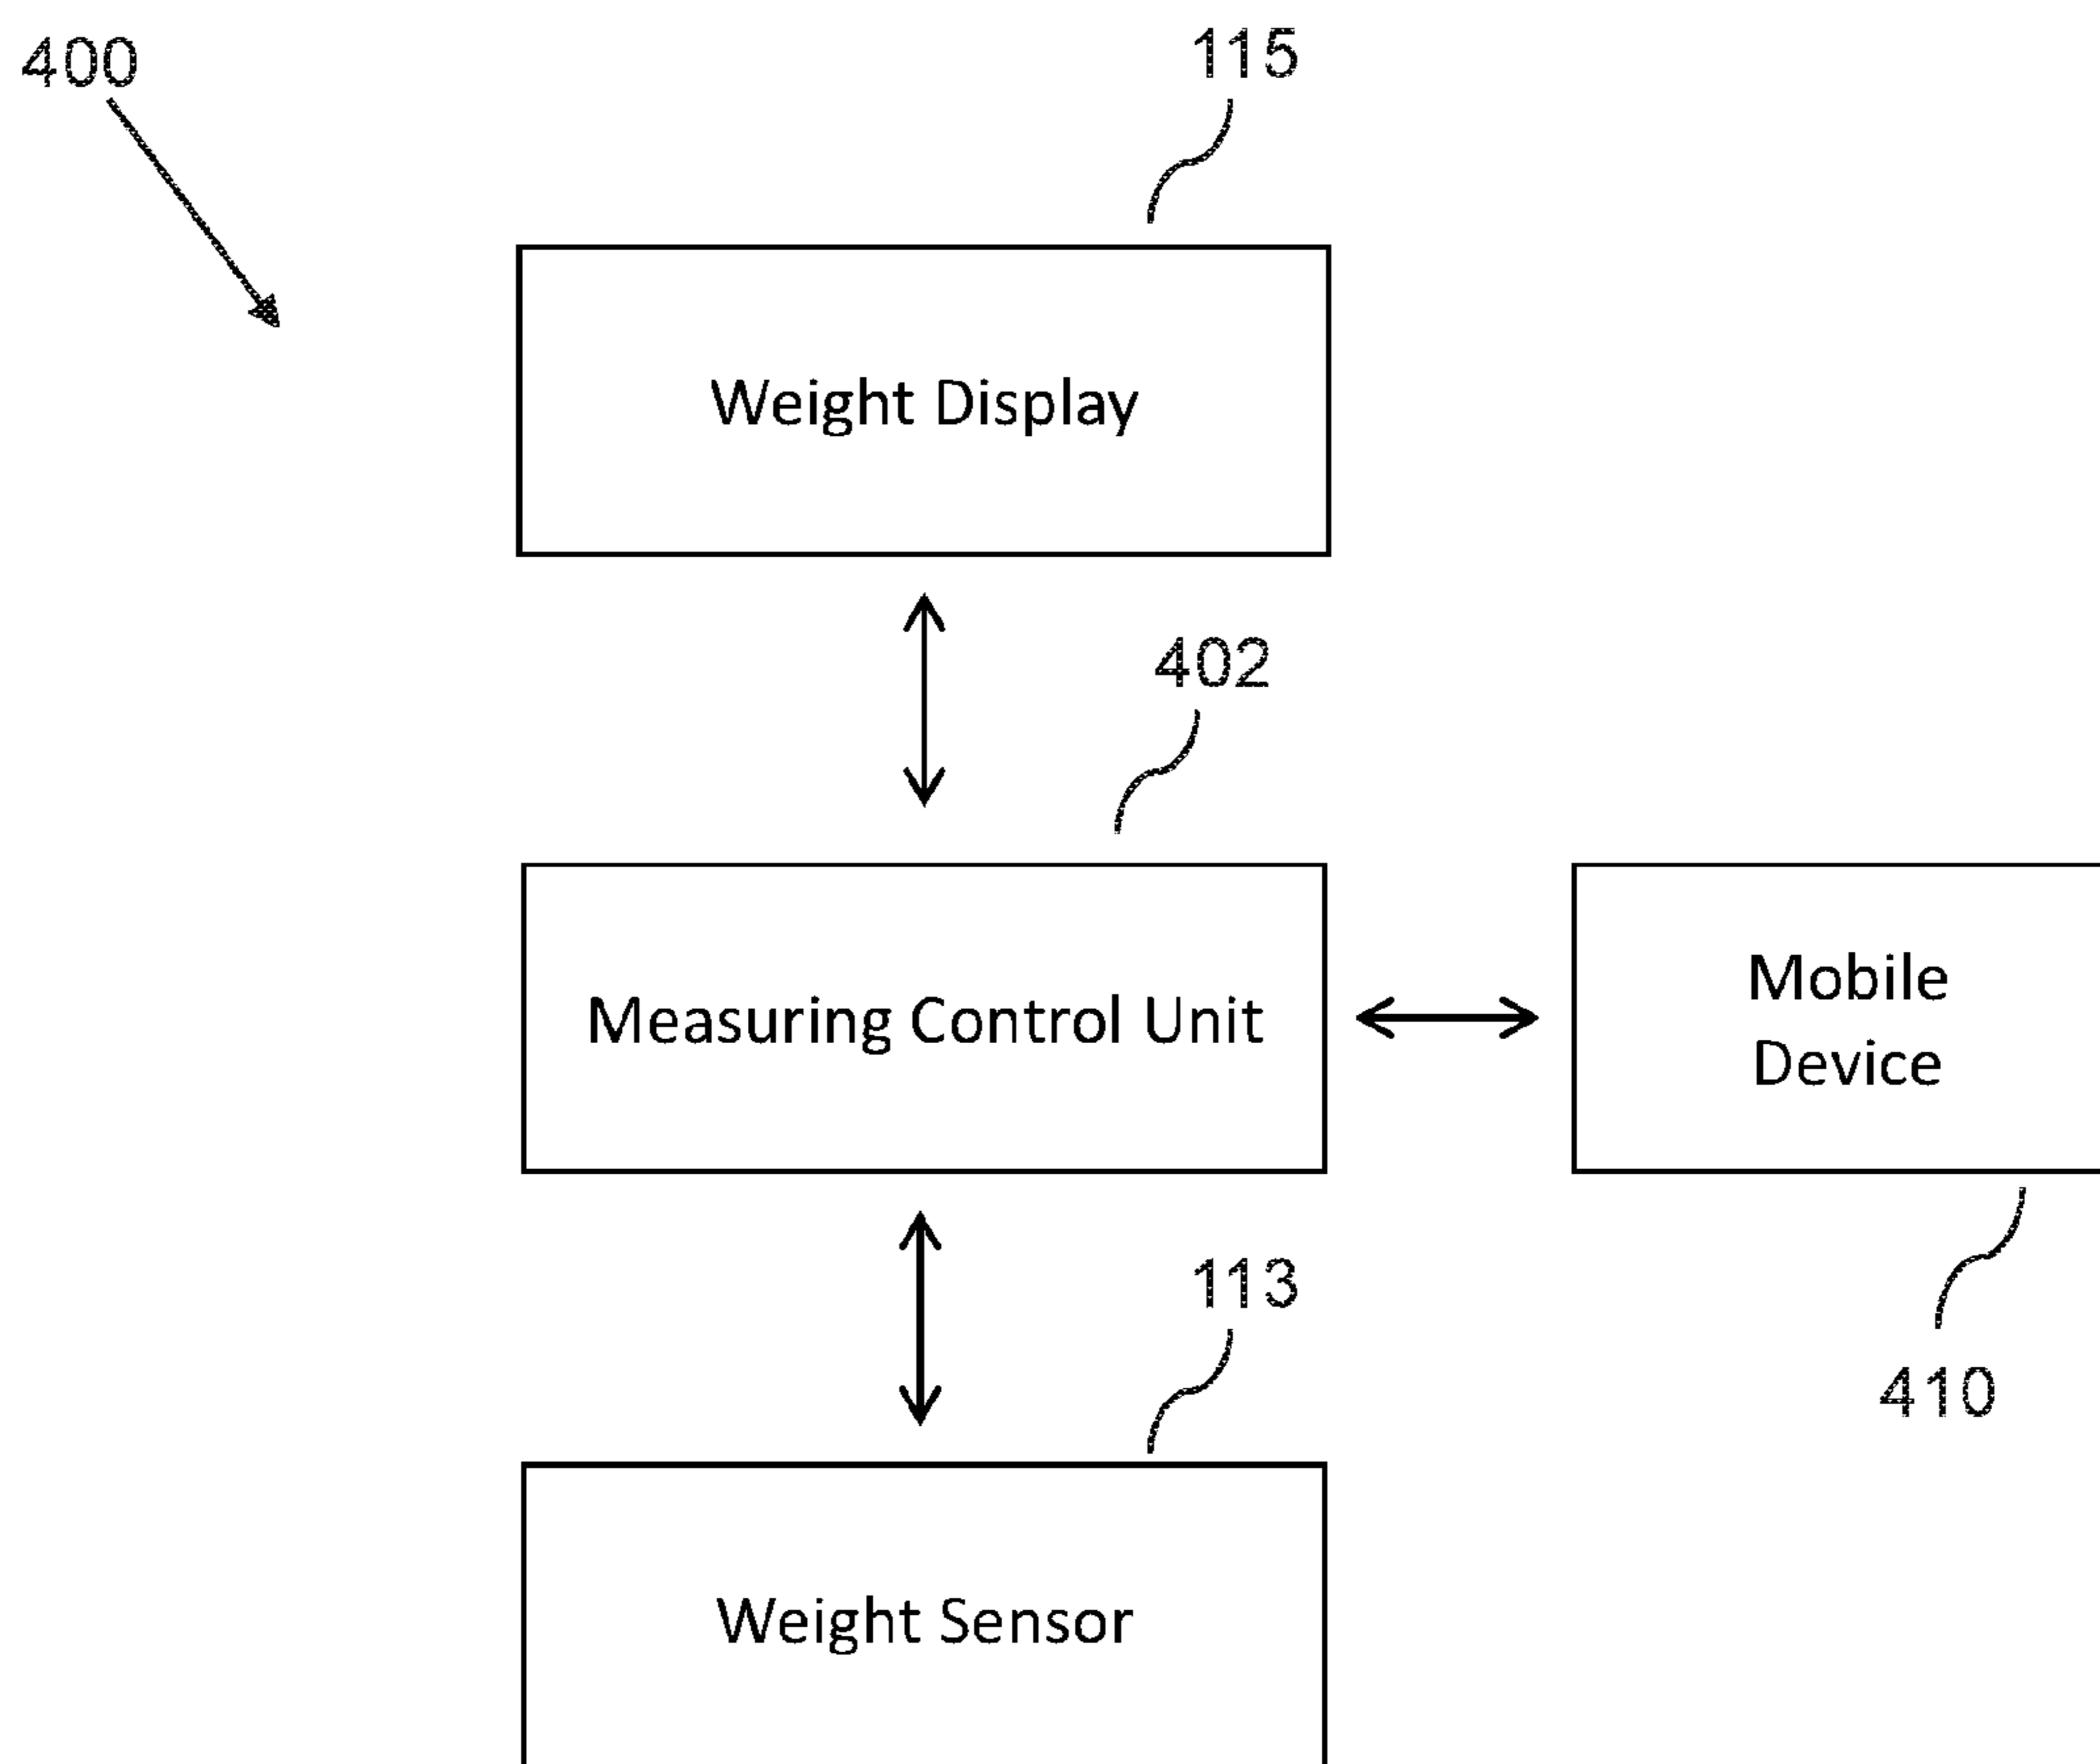 400
115
Weight Display
402
Measuring Control Unit
Mobile
Device
113
410
Weight Sensor